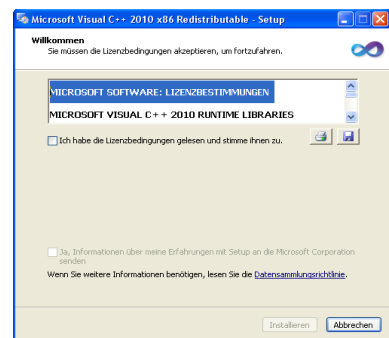 Microsoft Visual C++ 2010 x86 Redistributable - Setup
Willkommen
Sie müssen die Lizenzbedingungen akzeptieren, um fortzufahren.
MICROSOFT SOFTWARE: LIZENZBESTIMMUNGEN
MICROSOFT VISUAL C++ 2010 RUNTIME LIBRARIES
Ich habe die Lizenzbedingungen gelesen und stimme ihnen zu.
Ja, Informationen über meine Erfahrungen mit Setup an die Microsoft Corporation
senden
Wenn Sie weitere Informationen benötigen, lesen Sie die Datensammlungsrichtlinie.
Installieren Abbrechen